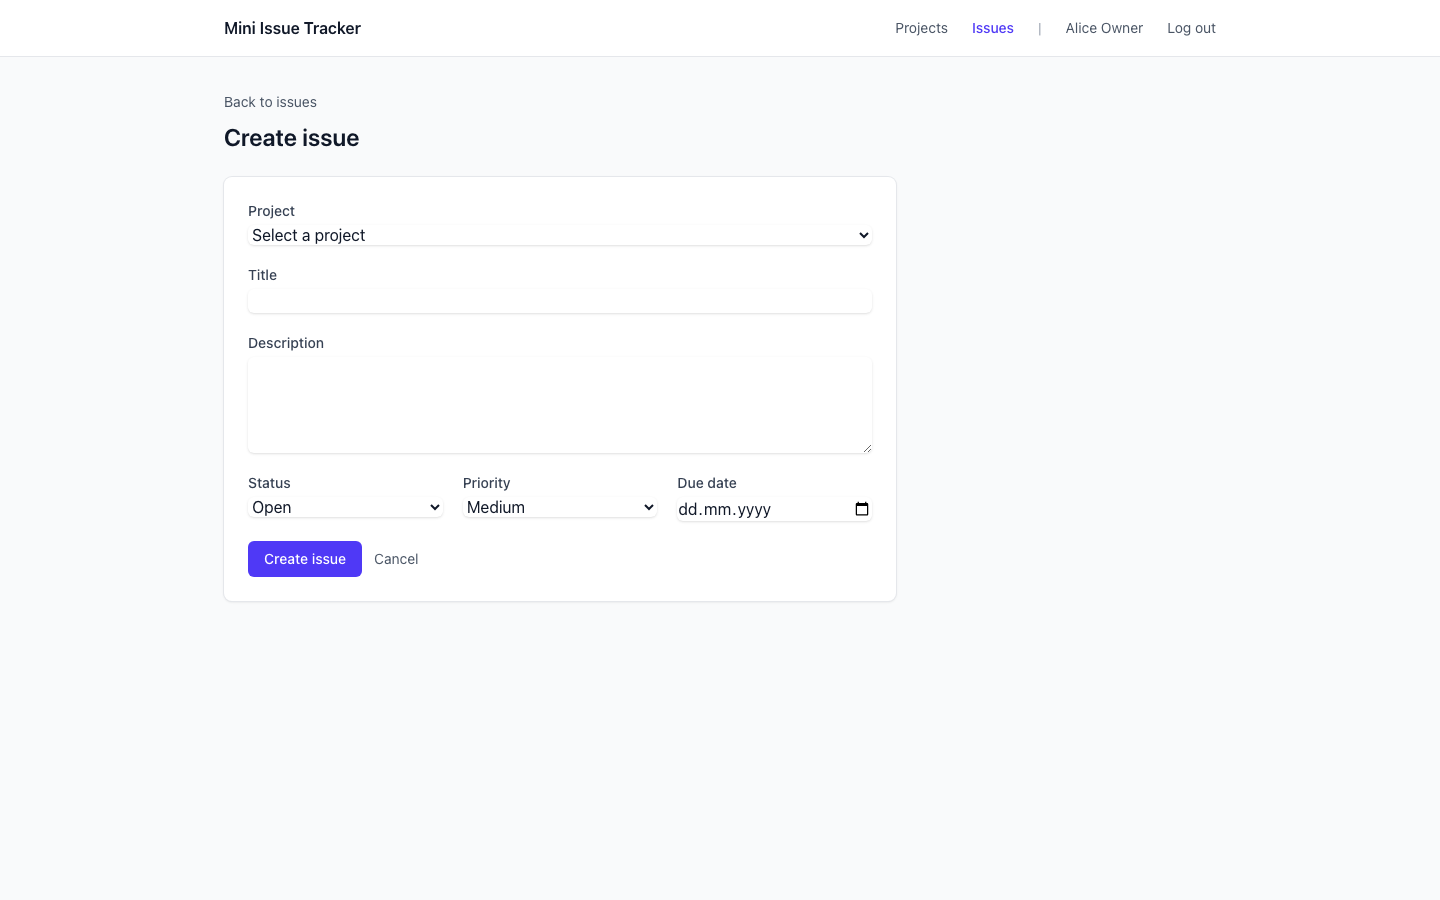 Mini Issue Tracker Projects Issues | Alice Owner Log out
Back to issues
Create issue
Project
Select a project
Title
Description
Status Priority Due date
Open Medium dd.mm.yyyy
Create issue Cancel